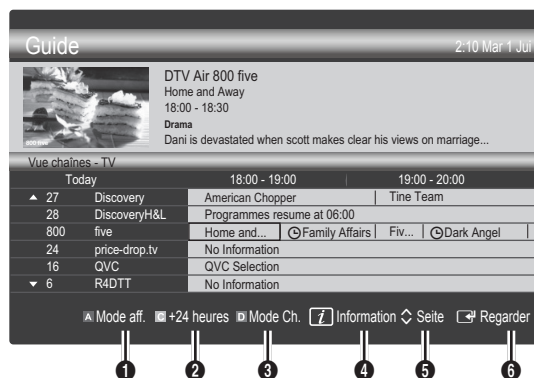 Guide
2:10 Mar 1 Jul
DTV Air 800 five
Home and Away
18:00 - 18:30
Drama
Dani is devastated when scott makes clear his views on marriage...
800 five
Vue chaînes - TV
Today 18:00 - 19:00 19:00 - 20:00
▲ 27 Discovery American Chopper Tine Team
28 DiscoveryH&L Programmes resume at 06:00
800 five Home and... Family Affairs Fiv... Dark Angel
24 price-drop.tv No Information
16 QVC QVC Selection
▼ 6 R4DTT No Information
A Mode aff. C +24 heures D Mode Ch. i Information Seite Regarder
1 2 3 4 5 6